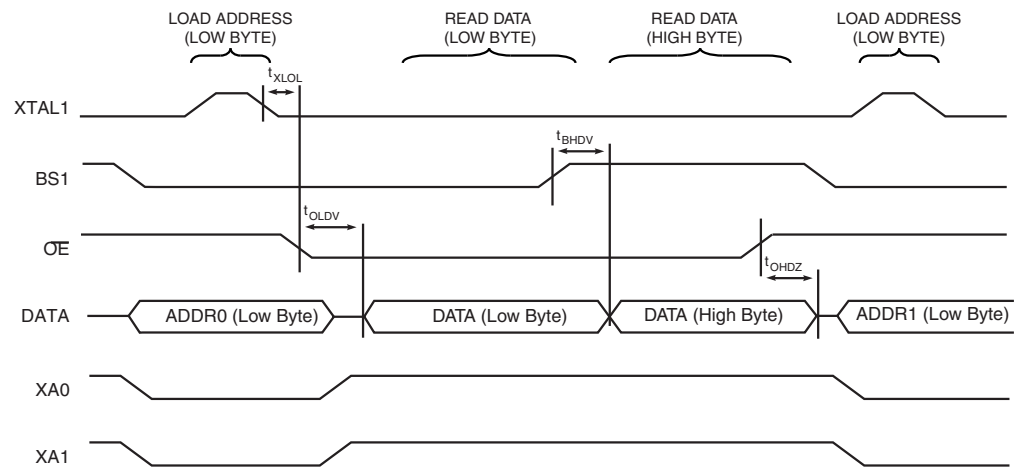 LOAD ADDRESS
(LOW BYTE)
READ DATA
(LOW BYTE)
READ DATA
(HIGH BYTE)
LOAD ADDRESS
(LOW BYTE)
tXLOL
XTAL1
tBHDV
BS1
tOLDV
OE
tOHDZ
DATA
ADDR0 (Low Byte)
DATA (Low Byte)
DATA (High Byte)
ADDR1 (Low Byte)
XA0
XA1